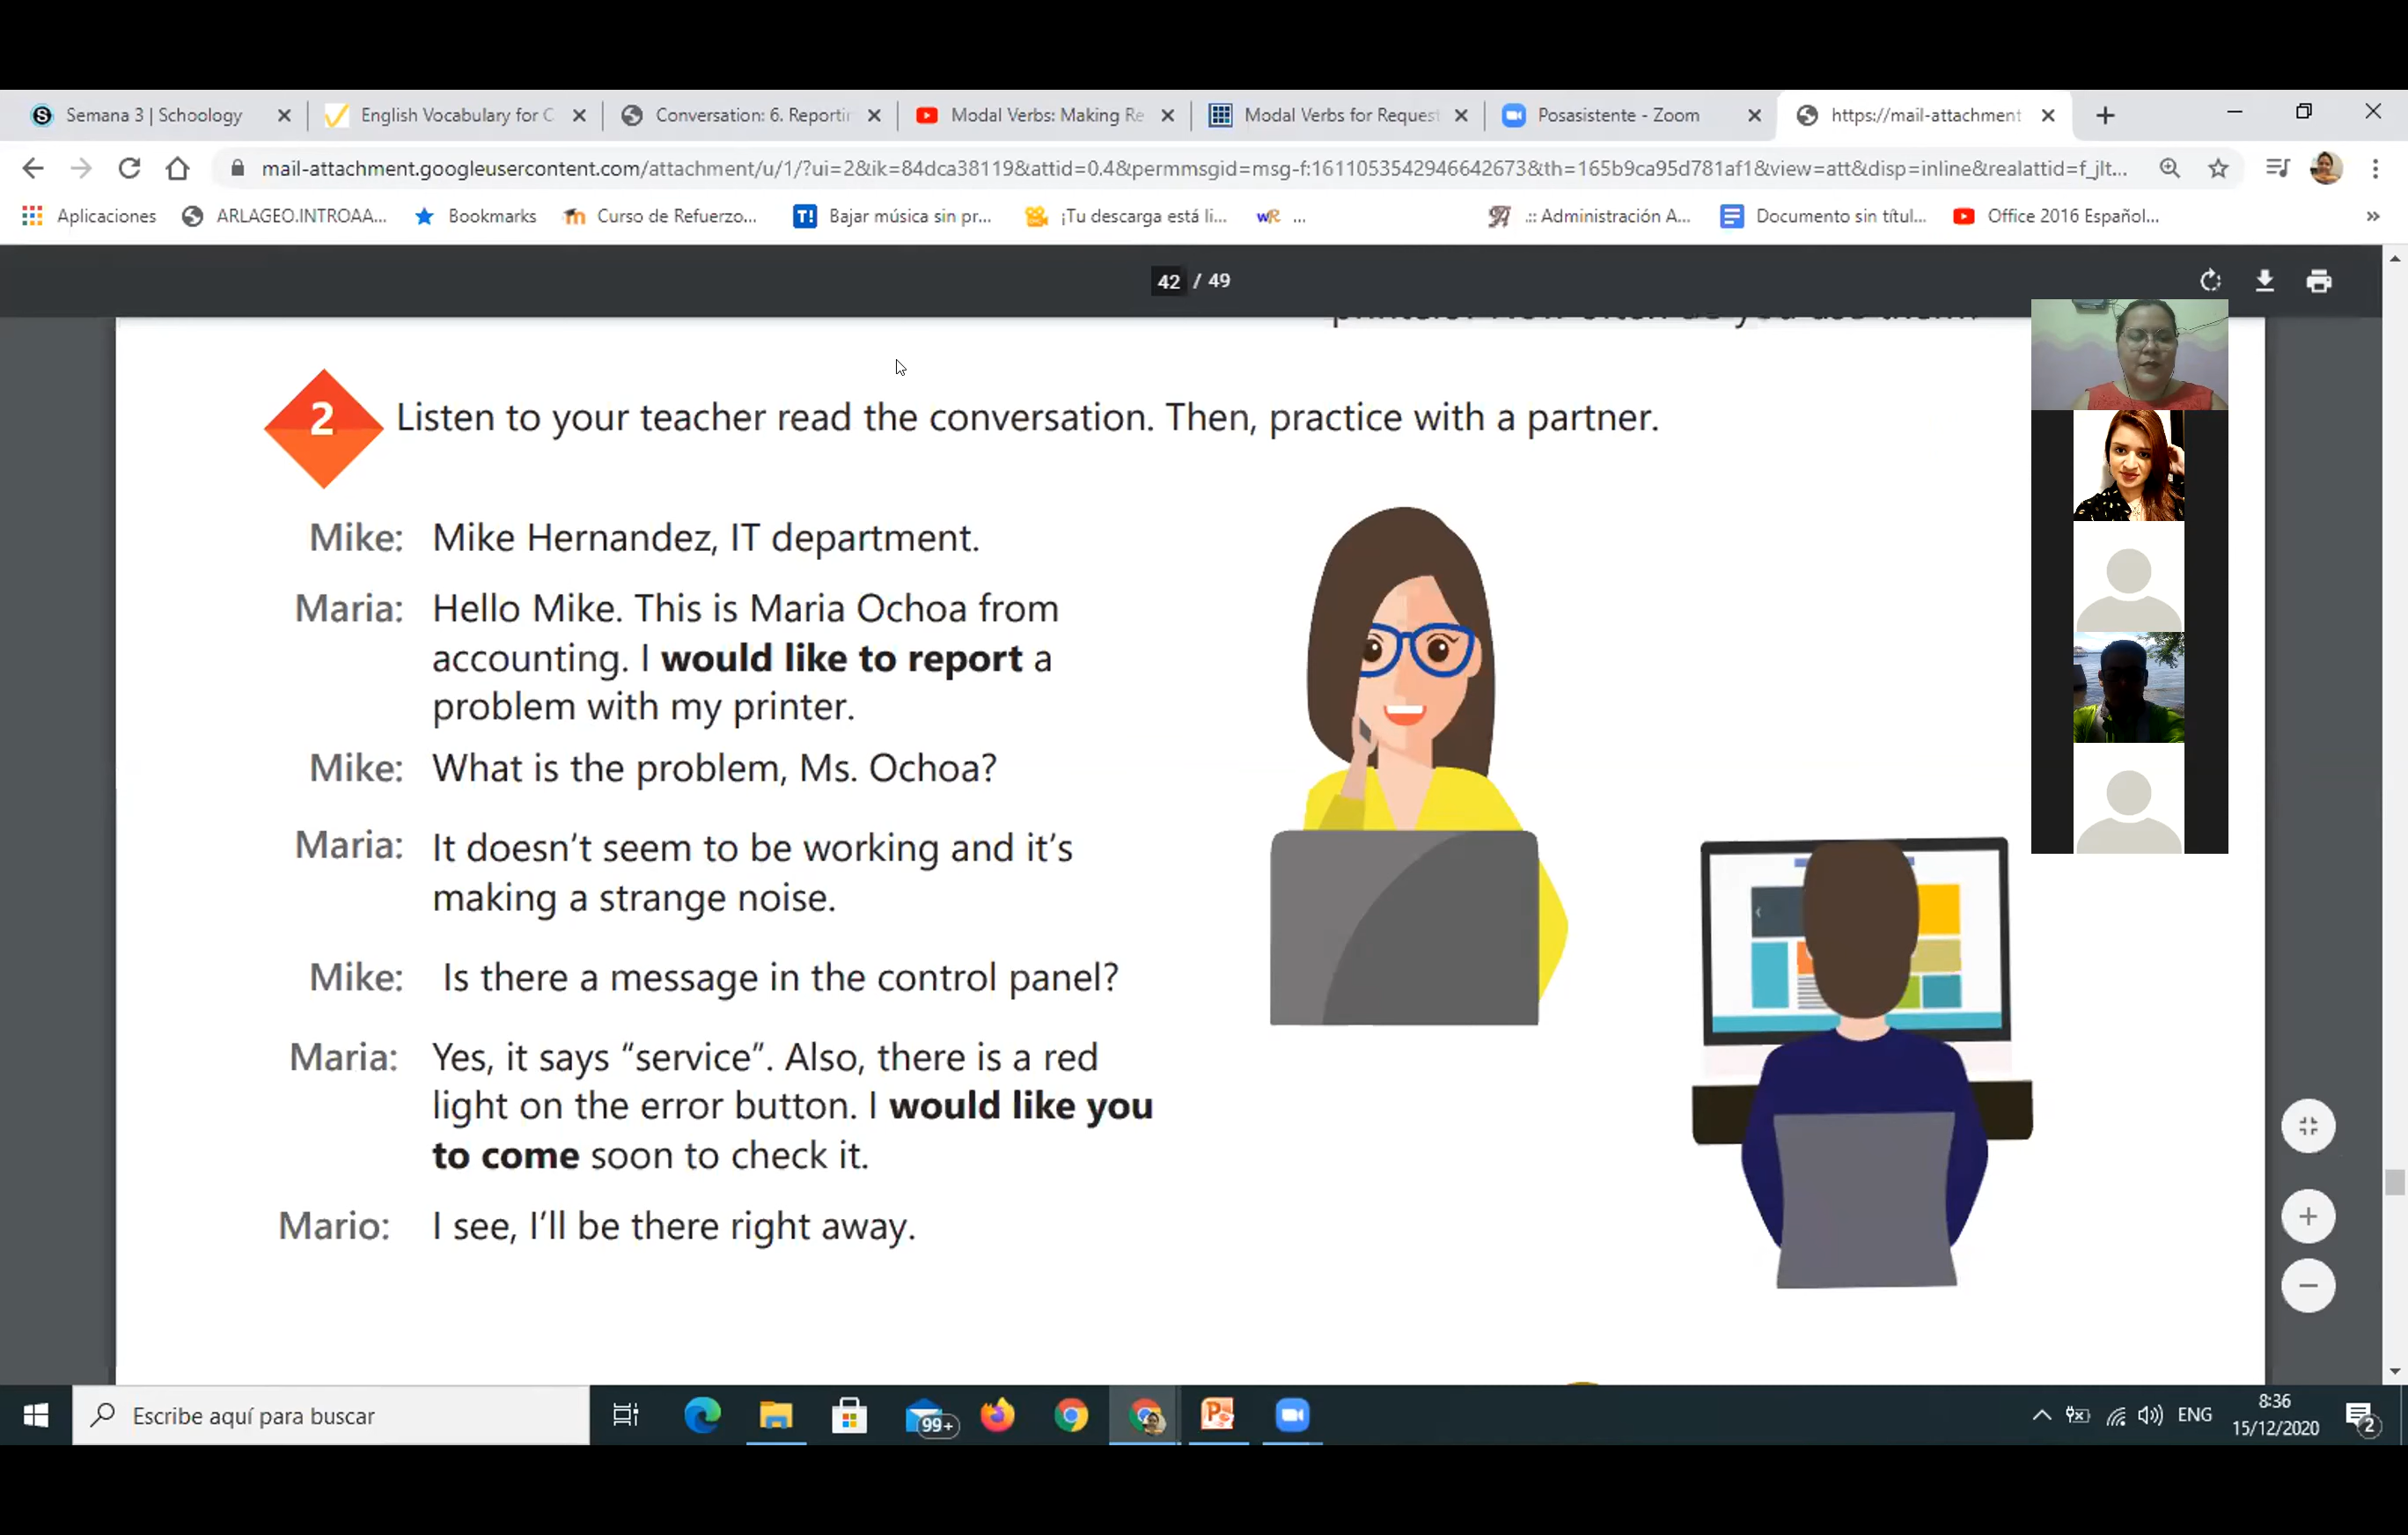 Semana 3 | Schoology
English Vocabulary for C
Conversation: 6. Reportin
Modal Verbs: Making Re
Modal Verbs for Request
Posasistente - Zoom
https://mail-attachment
mail-attachment.googleusercontent.com/attachment/u/1/?ui=2&ik=84dca38119&attid=0.4&permmsgid=msg-f:1611053542946642673&th=165b9ca95d781af1&view=att&disp=inline&realattid=f_jlt...
Aplicaciones
ARLAGEO.INTROAA...
Bookmarks
Curso de Refuerzo...
T! Bajar música sin pr...
¡Tu descarga está li...
wR ...
.:: Administración A...
Documento sin títul...
Office 2016 Español...
»
42 / 49
2 Listen to your teacher read the conversation. Then, practice with a partner.
Mike: Mike Hernandez, IT department.
Maria: Hello Mike. This is Maria Ochoa from
accounting. I would like to report a
problem with my printer.
Mike: What is the problem, Ms. Ochoa?
Maria: It doesn't seem to be working and it's
making a strange noise.
Mike: Is there a message in the control panel?
Maria: Yes, it says “service”. Also, there is a red
light on the error button. I would like you
to come soon to check it.
Mario: I see, I'll be there right away.
Escribe aquí para buscar
99+
ENG
8:36
15/12/2020
2